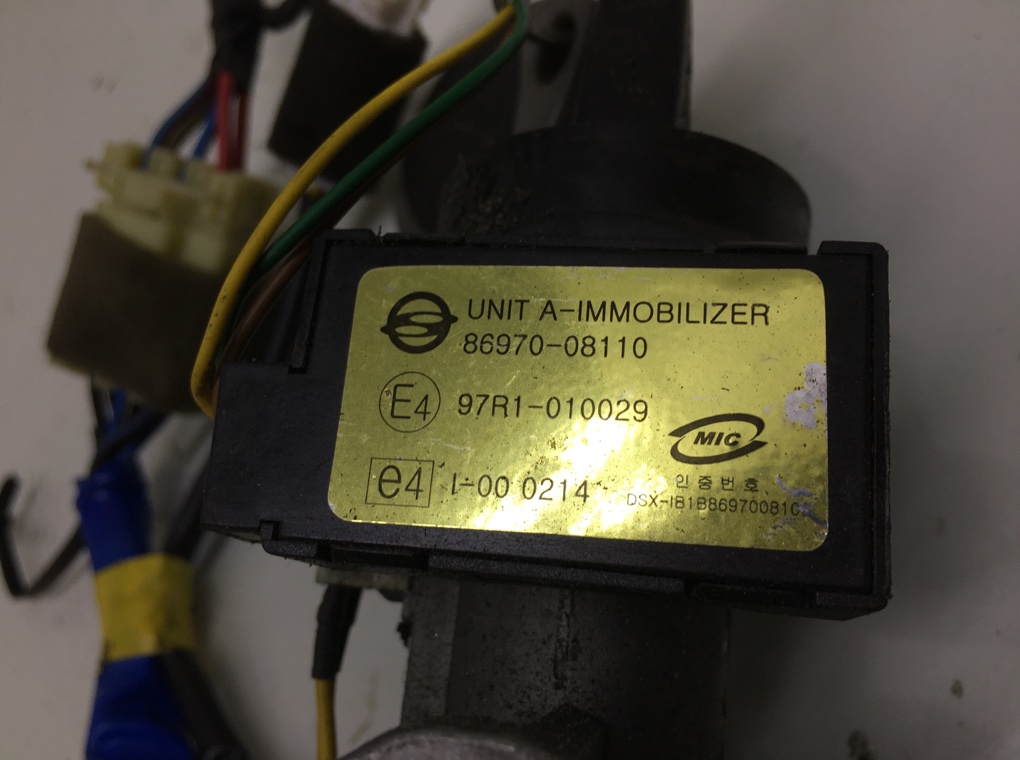 UNIT A-IMMOBILIZER
86970-08110
E4 97R1-010029
MIC
e4 I-00 0214
인증번호